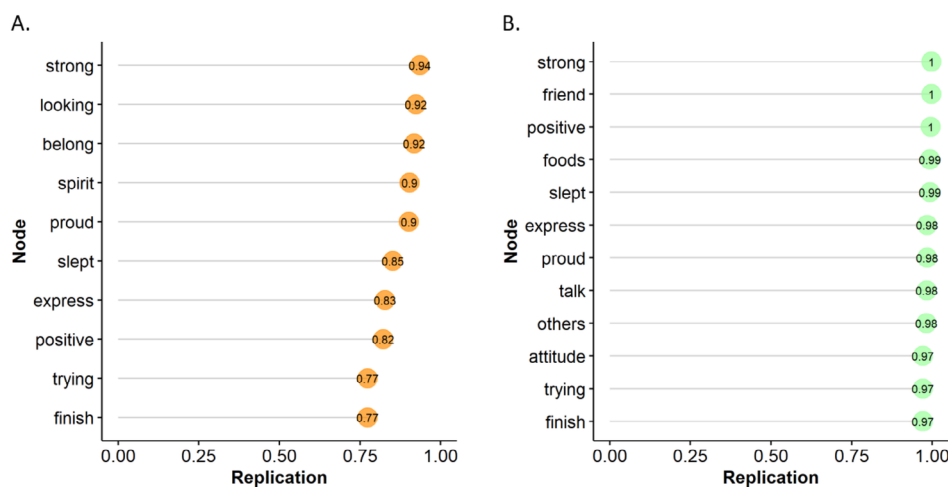 A.
strong 0.94
looking 0.92
belong 0.92
spirit 0.9
proud 0.9
slept 0.85
express 0.83
positive 0.82
trying 0.77
finish 0.77
Node
0.00 0.25 0.50 0.75 1.00
Replication
B.
strong 1
friend 1
positive 1
foods 0.99
slept 0.99
express 0.98
proud 0.98
talk 0.98
others 0.98
attitude 0.97
trying 0.97
finish 0.97
Node
0.00 0.25 0.50 0.75 1.00
Replication